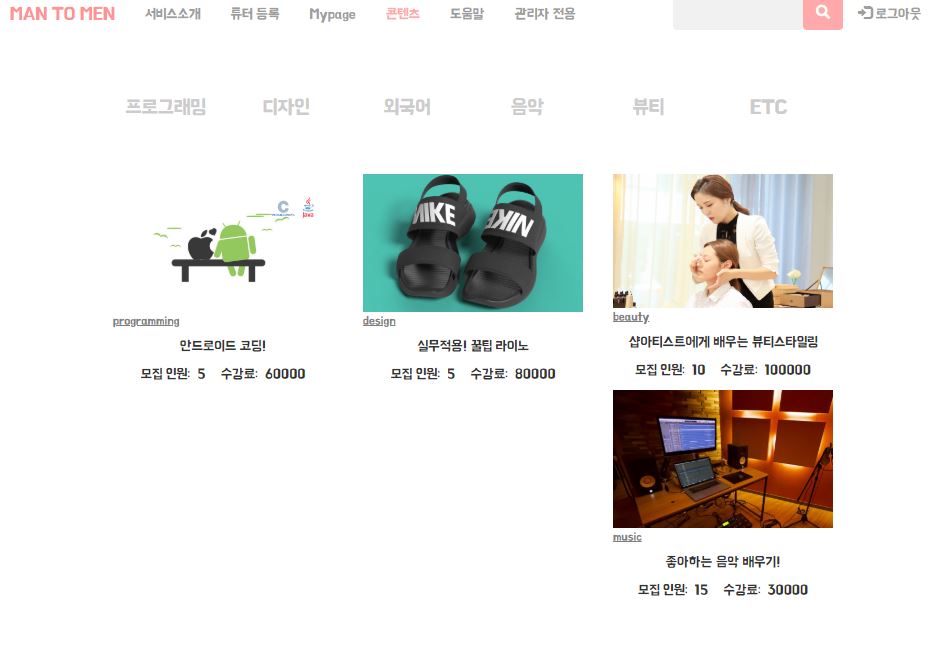 MAN TO MEN 서비스소개 튜터 등록 Mypage 콘텐츠 도움말 관리자 전용 로그아웃
프로그래밍 디자인 외국어 음악 뷰티 ETC
C
Java
NIKE NIKE
programming
안드로이드 코딩!
모집 인원: 5 수강료: 60000
design
실무적용! 꿀팁 라이노
모집 인원: 5 수강료: 80000
beauty
샵아티스트에게 배우는 뷰티스타일링
모집 인원: 10 수강료: 100000
music
좋아하는 음악 배우기!
모집 인원: 15 수강료: 30000